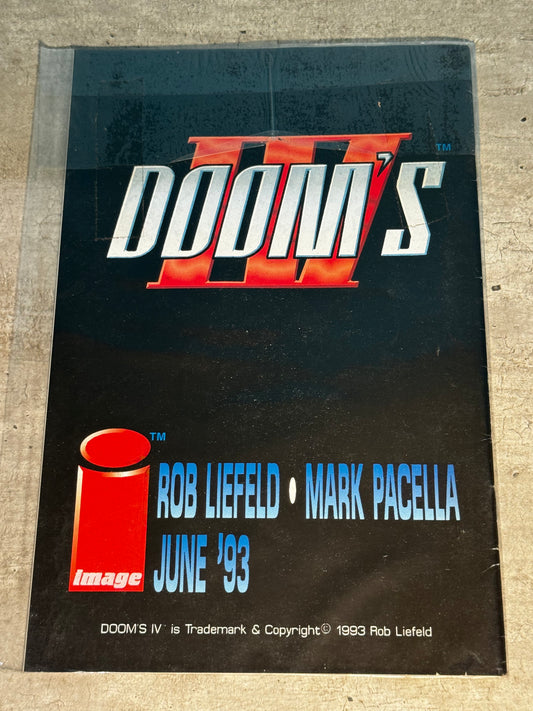 DOOM'S IV ™
™
ROB LIEFELD • MARK PACELLA
JUNE '93
image
DOOM'S IV™ is Trademark & Copyright© 1993 Rob Liefeld